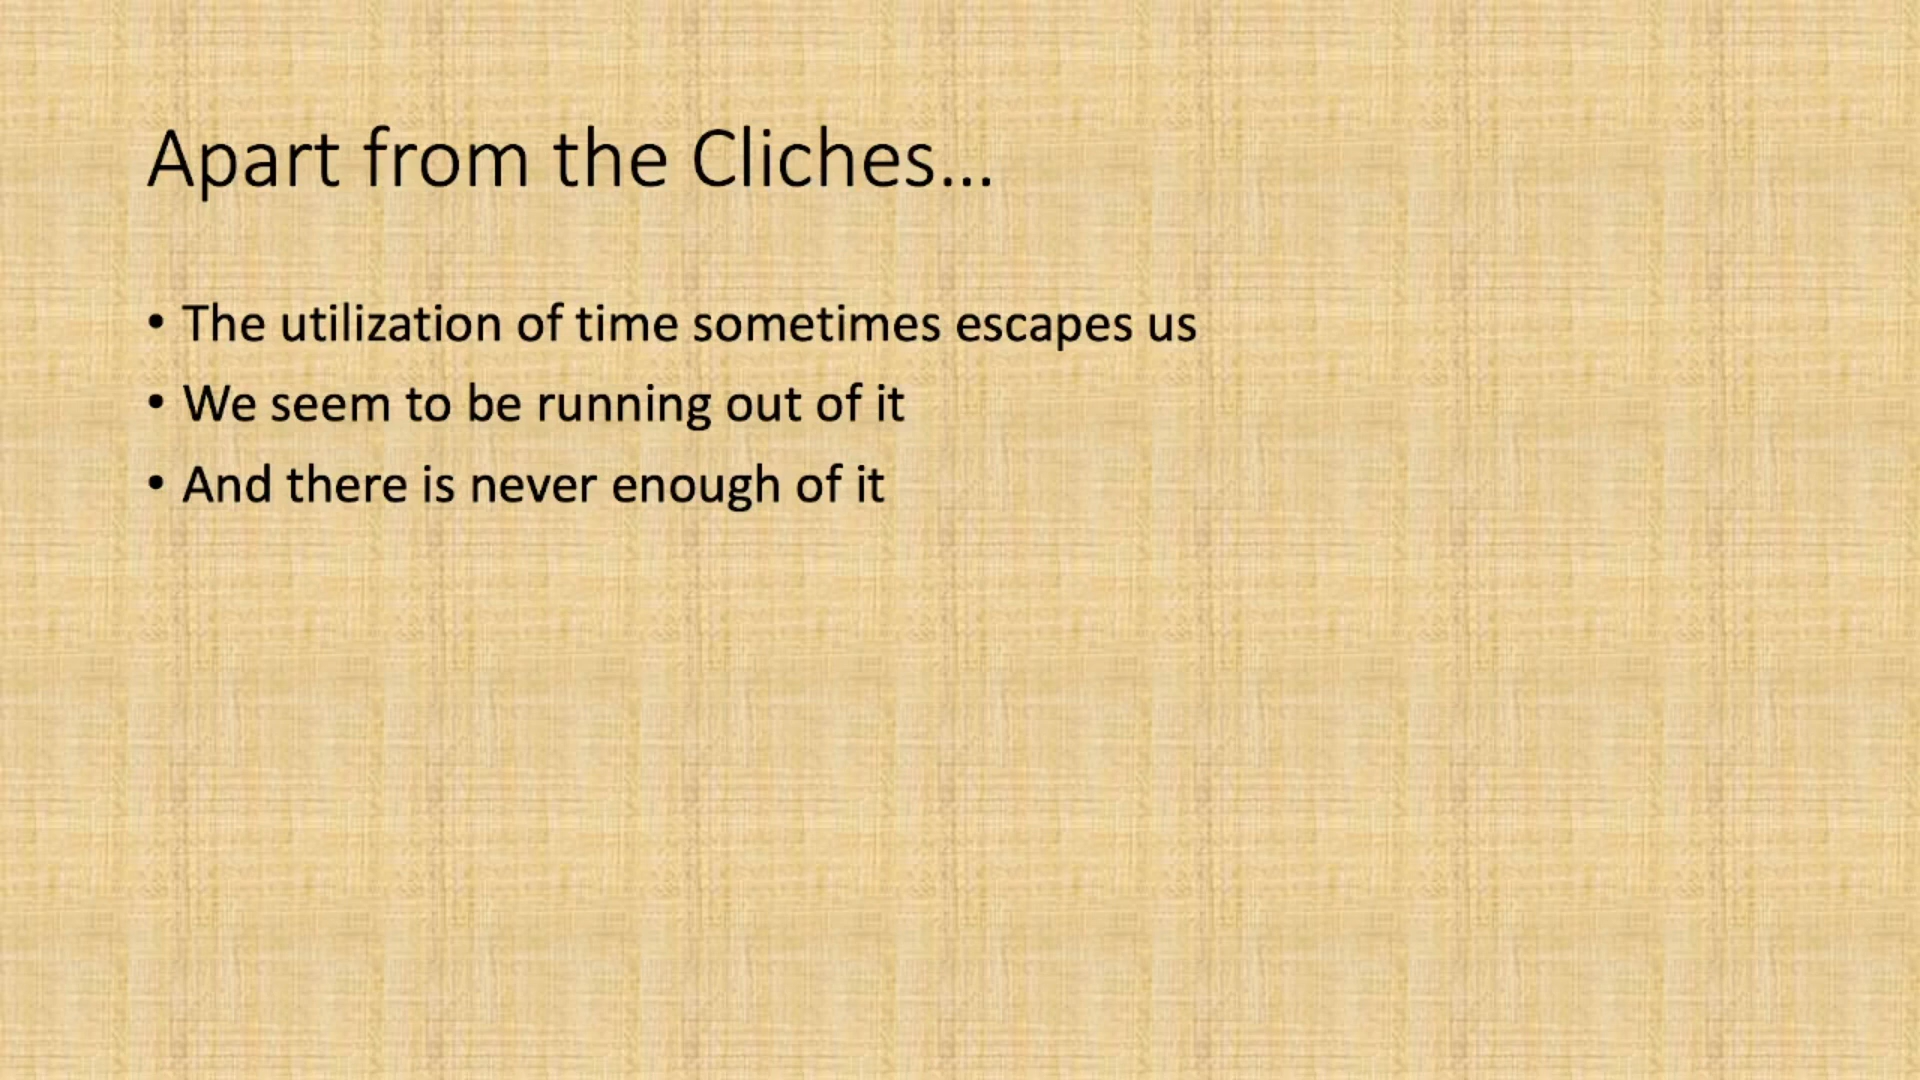 Apart from the Cliches...
• The utilization of time sometimes escapes us
• We seem to be running out of it
• And there is never enough of it